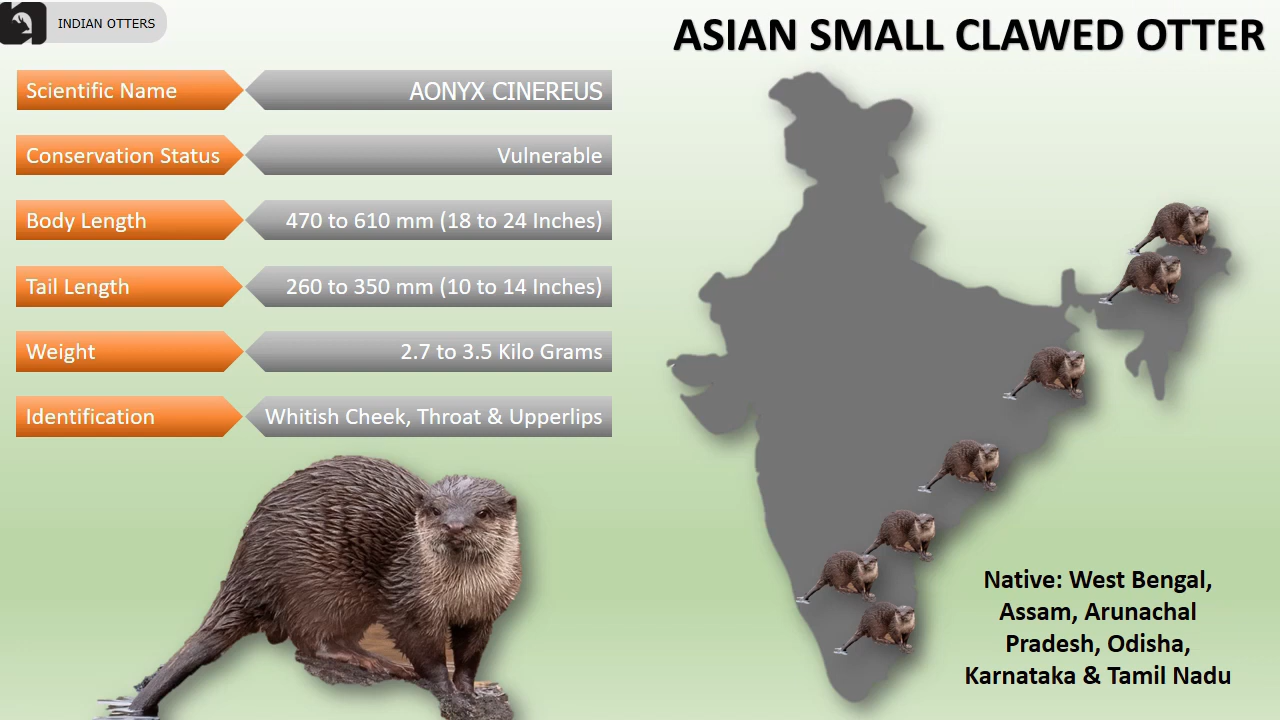 INDIAN OTTERS
ASIAN SMALL CLAWED OTTER
Scientific Name AONYX CINEREUS
Conservation Status Vulnerable
Body Length 470 to 610 mm (18 to 24 Inches)
Tail Length 260 to 350 mm (10 to 14 Inches)
Weight 2.7 to 3.5 Kilo Grams
Identification Whitish Cheek, Throat & Upperlips
Native: West Bengal,
Assam, Arunachal
Pradesh, Odisha,
Karnataka & Tamil Nadu